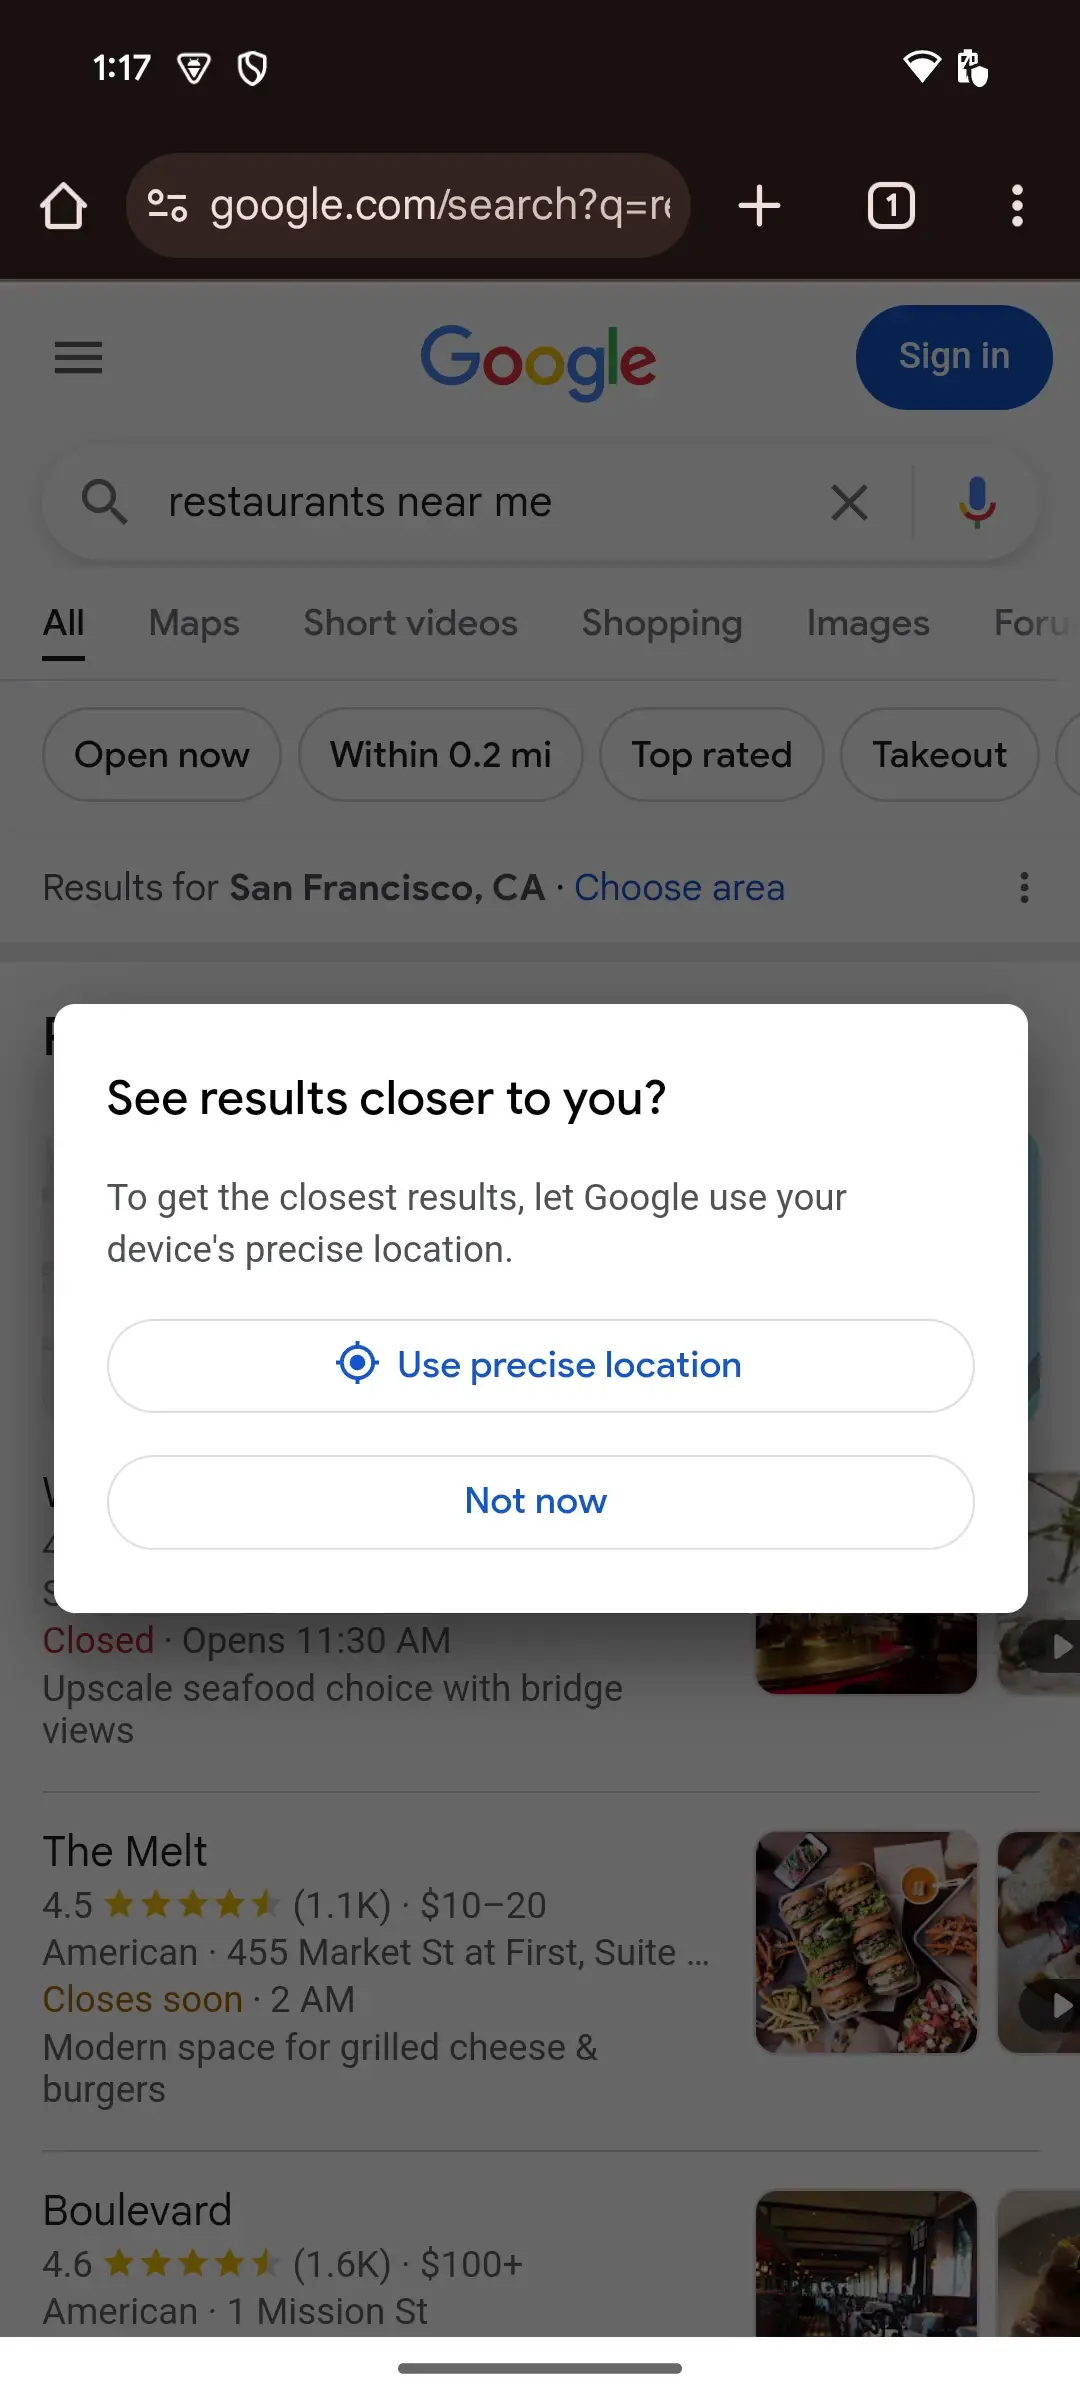 1:17
google.com/search?q=re
1
Google
Sign in
restaurants near me
All Maps Short videos Shopping Images Foru
Open now Within 0.2 mi Top rated Takeout
Results for San Francisco, CA · Choose area
See results closer to you?
To get the closest results, let Google use your
device's precise location.
Use precise location
Not now
Closed · Opens 11:30 AM
Upscale seafood choice with bridge
views
The Melt
4.5 (1.1K) · $10–20
American · 455 Market St at First, Suite ...
Closes soon · 2 AM
Modern space for grilled cheese &
burgers
Boulevard
4.6 (1.6K) · $100+
American · 1 Mission St